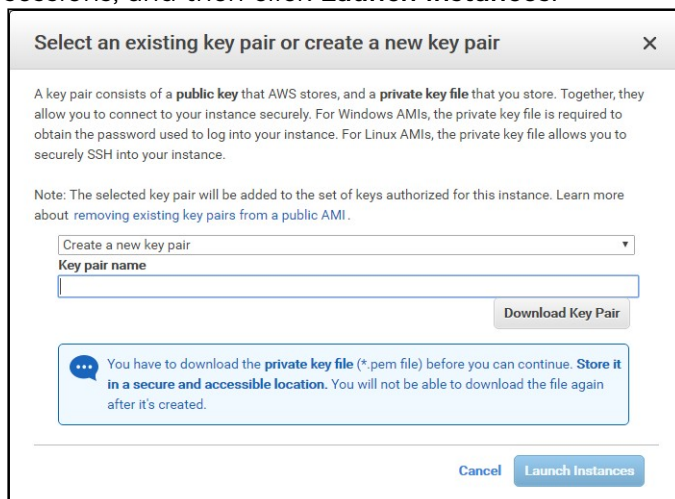 sessions, and then click Launch Instances.
Select an existing key pair or create a new key pair
A key pair consists of a public key that AWS stores, and a private key file that you store. Together, they
allow you to connect to your instance securely. For Windows AMIs, the private key file is required to
obtain the password used to log into your instance. For Linux AMIs, the private key file allows you to
securely SSH into your instance.
Note: The selected key pair will be added to the set of keys authorized for this instance. Learn more
about removing existing key pairs from a public AMI.
Create a new key pair
Key pair name
Download Key Pair
You have to download the private key file (*.pem file) before you can continue. Store it
in a secure and accessible location. You will not be able to download the file again
after it's created.
Cancel Launch Instances